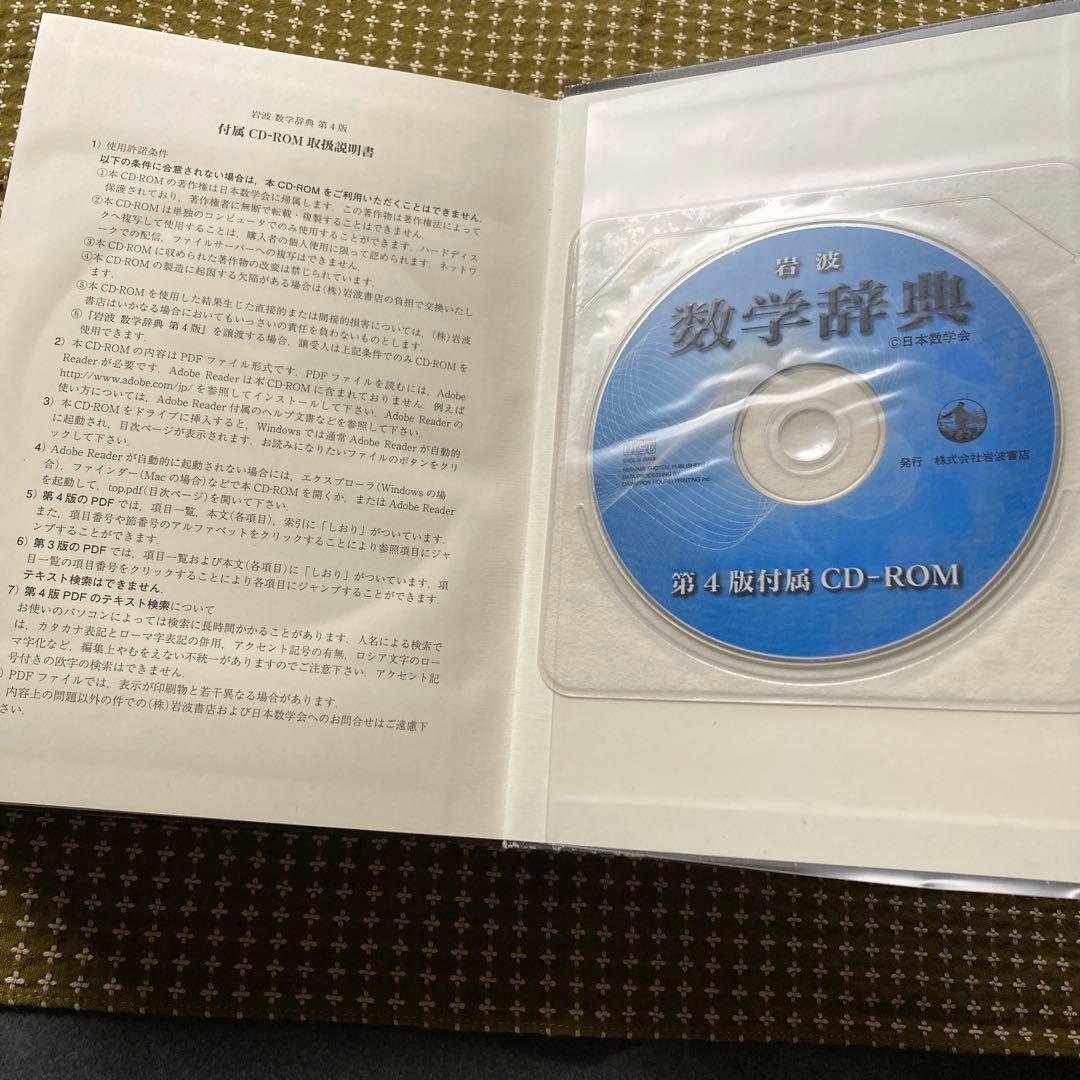 岩波 数学辞典 第4版
付属 CD-ROM 取扱説明書
1) 使用許諾条件
以下の条件に合意されない場合は，本 CD-ROM をご利用いただくことはできません．
①本 CD-ROM の著作権は日本数学会に帰属します．この著作物は著作権法によって
保護されており，著作権者に無断で転載・複製することはできません．
②本 CD-ROM は単独のコンピュータでのみ使用することができます．ハードディス
クへ複写して使用することは，購入者の個人使用に限って認められます．ネットワ
ークでの配信，ファイルサーバーへの複写はできません．
③本 CD-ROM に収められた著作物の改変は禁じられています．
④本 CD-ROM の製造に起因する欠陥がある場合は(株)岩波書店の負担で交換いたし
ます．
⑤本 CD-ROM を使用した結果生じた直接的または間接的損害については，(株)岩波
書店はいかなる場合においてもいっさいの責任を負わないものとします．
⑥『岩波 数学辞典 第4版』を譲渡する場合，譲受人は上記条件でのみ CD-ROM を
使用できます．
2) 本 CD-ROM の内容は PDF ファイル形式です．PDF ファイルを読むには，Adobe
Reader が必要です．Adobe Reader は本 CD-ROM に含まれておりません．例えば
http://www.adobe.com/jp/ を参照してインストールして下さい．Adobe Reader の
使い方については，Adobe Reader 付属のヘルプ文書などを参照して下さい．
3) 本 CD-ROM をドライブに挿入すると，Windows では通常 Adobe Reader が自動的
に起動され，目次ページが表示されます．お読みになりたいファイルのボタンをクリ
ックして下さい．
4) Adobe Reader が自動的に起動されない場合には，エクスプローラ(Windows の場
合)，ファインダー(Mac の場合)などで本 CD-ROM を開くか，または Adobe Reader
を起動して，top.pdf(目次ページ)を開いて下さい．
5) 第4版の PDF では，項目一覧，本文(各項目)，索引に「しおり」がついています．
また，項目番号や節番号のアルファベットをクリックすることにより参照項目にジャ
ンプすることができます．
6) 第3版の PDF では，項目一覧および本文(各項目)に「しおり」がついています．項
目一覧の項目番号をクリックすることにより各項目にジャンプすることができます．
テキスト検索はできません．
7) 第4版 PDF のテキスト検索について
お使いのパソコンによっては検索に長時間かかることがあります．人名による検索で
は，カタカナ表記とローマ字表記の併用，アクセント記号の有無，ロシア文字のロー
マ字化など，編集上やむをえない不統一がありますのでご注意下さい．アクセント記
号付きの欧字の検索はできません．
) PDF ファイルでは，表示が印刷物と若干異なる場合があります．
内容上の問題以外の件での(株)岩波書店および日本数学会へのお問合せはご遠慮下
さい．
岩波
数学辞典
©日本数学会
DISC
MADE IN JAPAN
IWANAMI SHOTEN, PUBLISHERS
DATA PROCESSING BY
DAINIPPON HOUREI PRINTING Inc
発行 株式会社岩波書店
第4版付属 CD-ROM